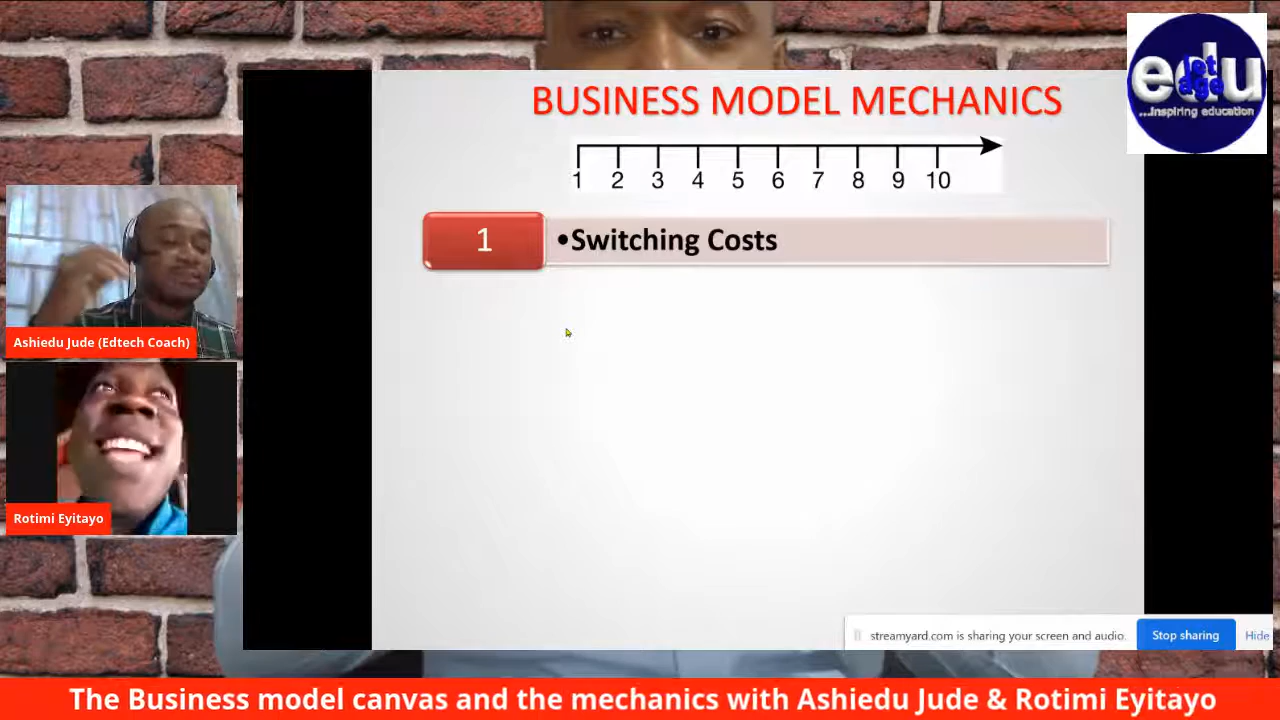 BUSINESS MODEL MECHANICS
1 2 3 4 5 6 7 8 9 10
1
•Switching Costs
edu
jet
age
...inspiring education
Ashiedu Jude (Edtech Coach)
Rotimi Eyitayo
streamyard.com is sharing your screen and audio.
Stop sharing
Hide
The Business model canvas and the mechanics with Ashiedu Jude & Rotimi Eyitayo